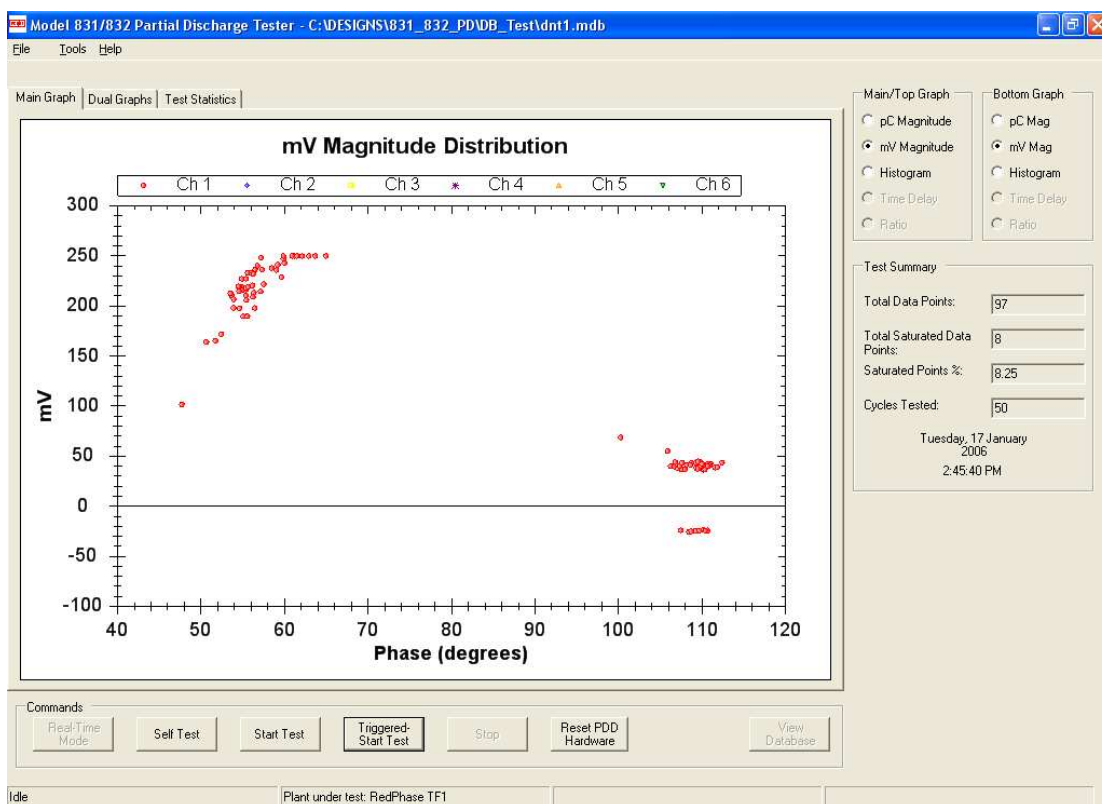 Model 831/832 Partial Discharge Tester - C:\DESIGNS\831_832_PD\DB_Test\dnt1.mdb
File Tools Help
Main Graph Dual Graphs Test Statistics
mV Magnitude Distribution
Ch 1 Ch 2 Ch 3 Ch 4 Ch 5 Ch 6
300
250
200
150
100
50
0
-50
-100
mV
40 50 60 70 80 90 100 110 120
Phase (degrees)
Main/Top Graph
pC Magnitude
mV Magnitude
Histogram
Time Delay
Ratio
Bottom Graph
pC Mag
mV Mag
Histogram
Time Delay
Ratio
Test Summary
Total Data Points: 97
Total Saturated Data
Points: 8
Saturated Points %: 8.25
Cycles Tested: 50
Tuesday, 17 January
2006
2:45:40 PM
Commands
Real-Time
Mode
Self Test
Start Test
Triggered-
Start Test
Stop
Reset PDD
Hardware
View
Database
Idle
Plant under test: RedPhase TF1